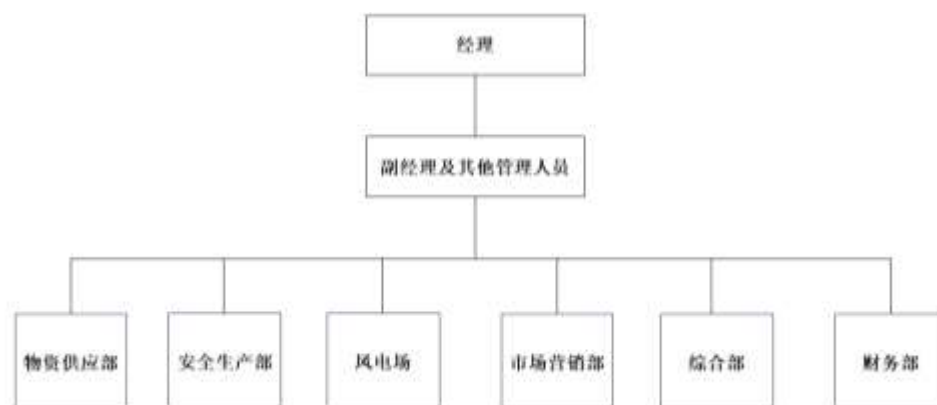 经理
副经理及其他管理人员
物资供应部
安全生产部
风电场
市场营销部
综合部
财务部